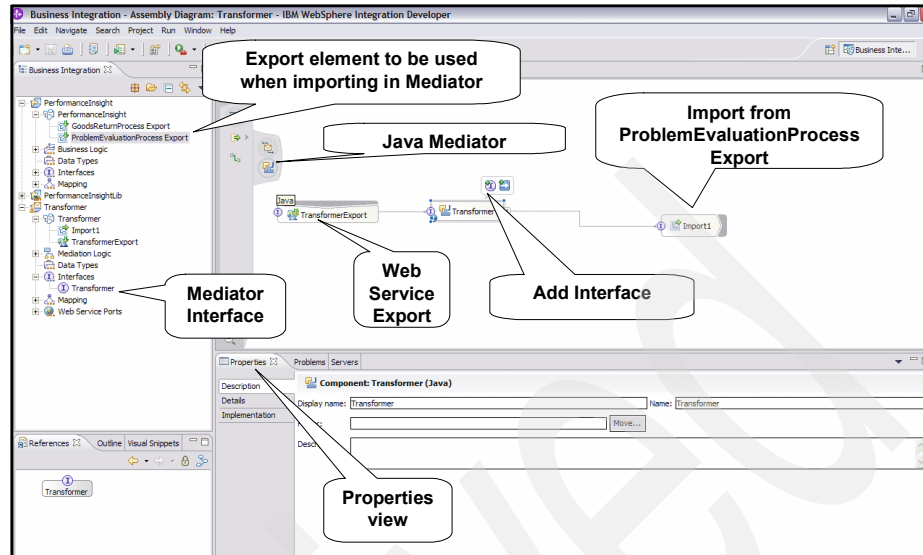 Business Integration - Assembly Diagram: Transformer - IBM WebSphere Integration Developer
File Edit Navigate Search Project Run Window Help
Business Inte...
Business Integration
Export element to be used
when importing in Mediator
PerformanceInsight
PerformanceInsight
GoodsReturnProcess Export
ProblemEvaluationProcess Export
Business Logic
Data Types
Interfaces
Mapping
PerformanceInsightLib
Transformer
Transformer
Import1
TransformerExport
Mediation Logic
Data Types
Interfaces
Transformer
Mapping
Web Service Ports
Java Mediator
Import from
ProblemEvaluationProcess
Export
Java
TransformerExport
Transformer
Import1
Mediator
Interface
Web
Service
Export
Add Interface
Properties Problems Servers
Description
Details
Implementation
Component: Transformer (Java)
Display name: Transformer
Name: Transformer
Move...
Properties
view
References Outline Visual Snippets
Transformer